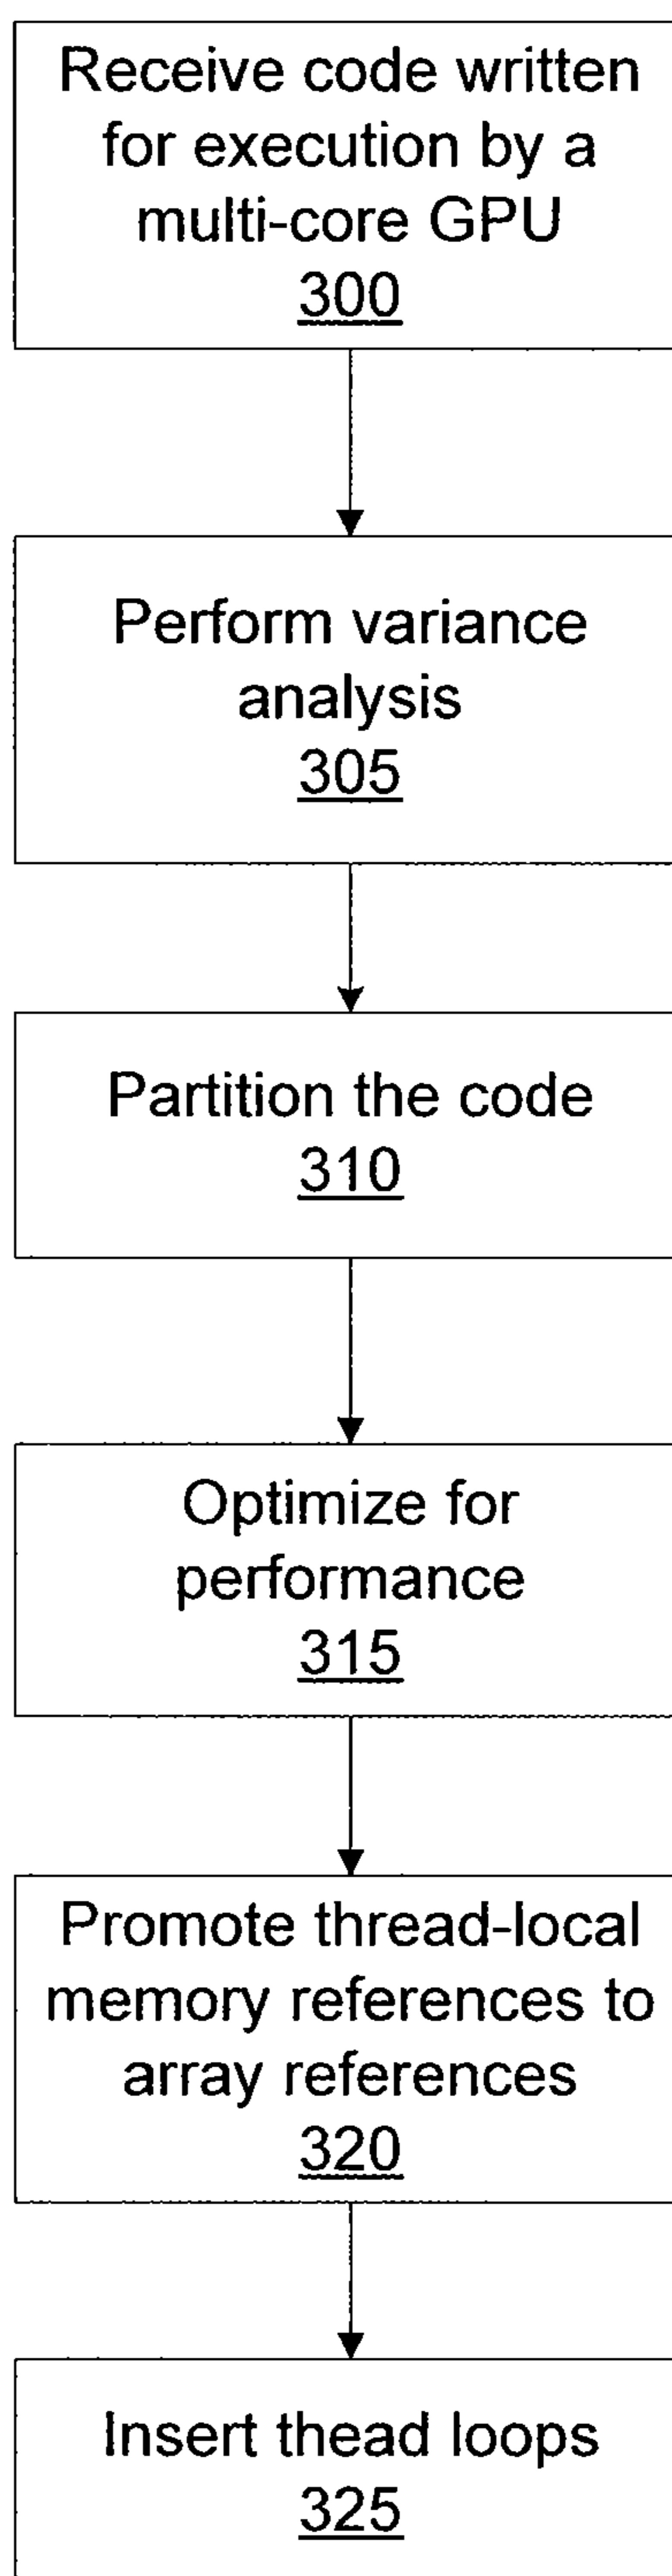 Receive code written
for execution by a
multi-core GPU
300
Perform variance
analysis
305
Partition the code
310
Optimize for
performance
315
Promote thread-local
memory references to
array references
320
Insert thead loops
325